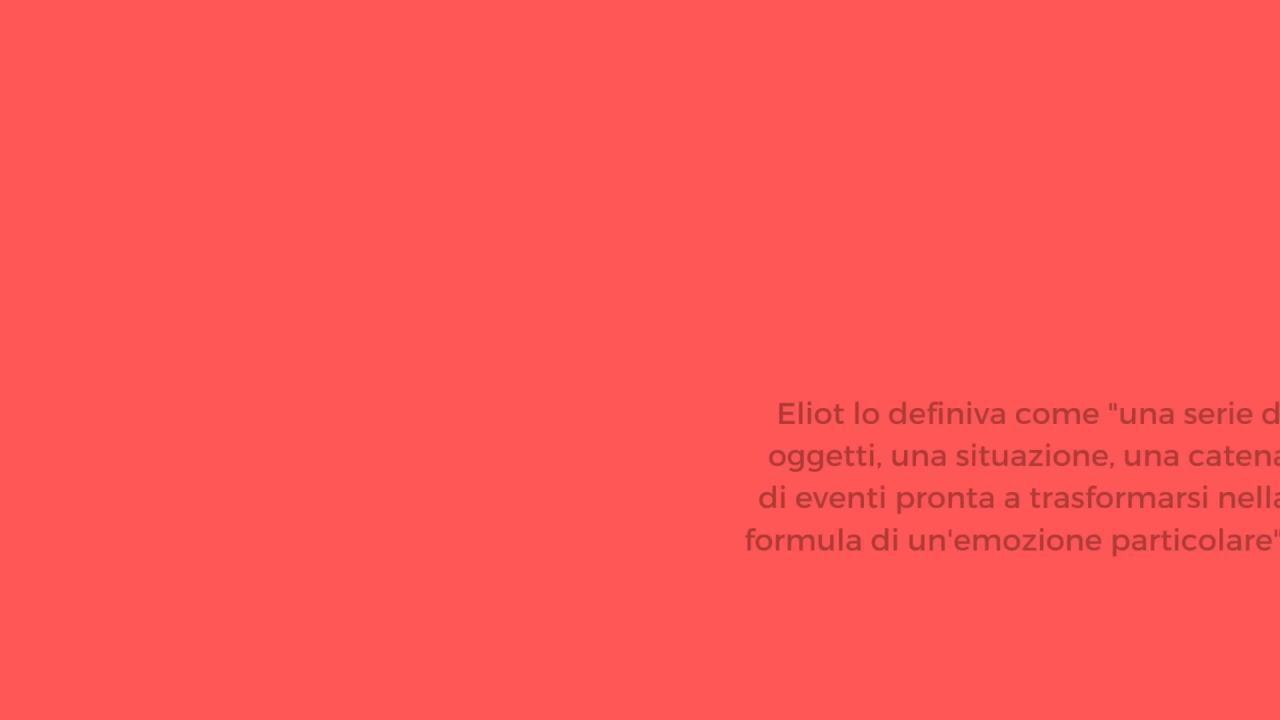 Eliot lo definiva come "una serie d
oggetti, una situazione, una catena
di eventi pronta a trasformarsi nella
formula di un'emozione particolare"